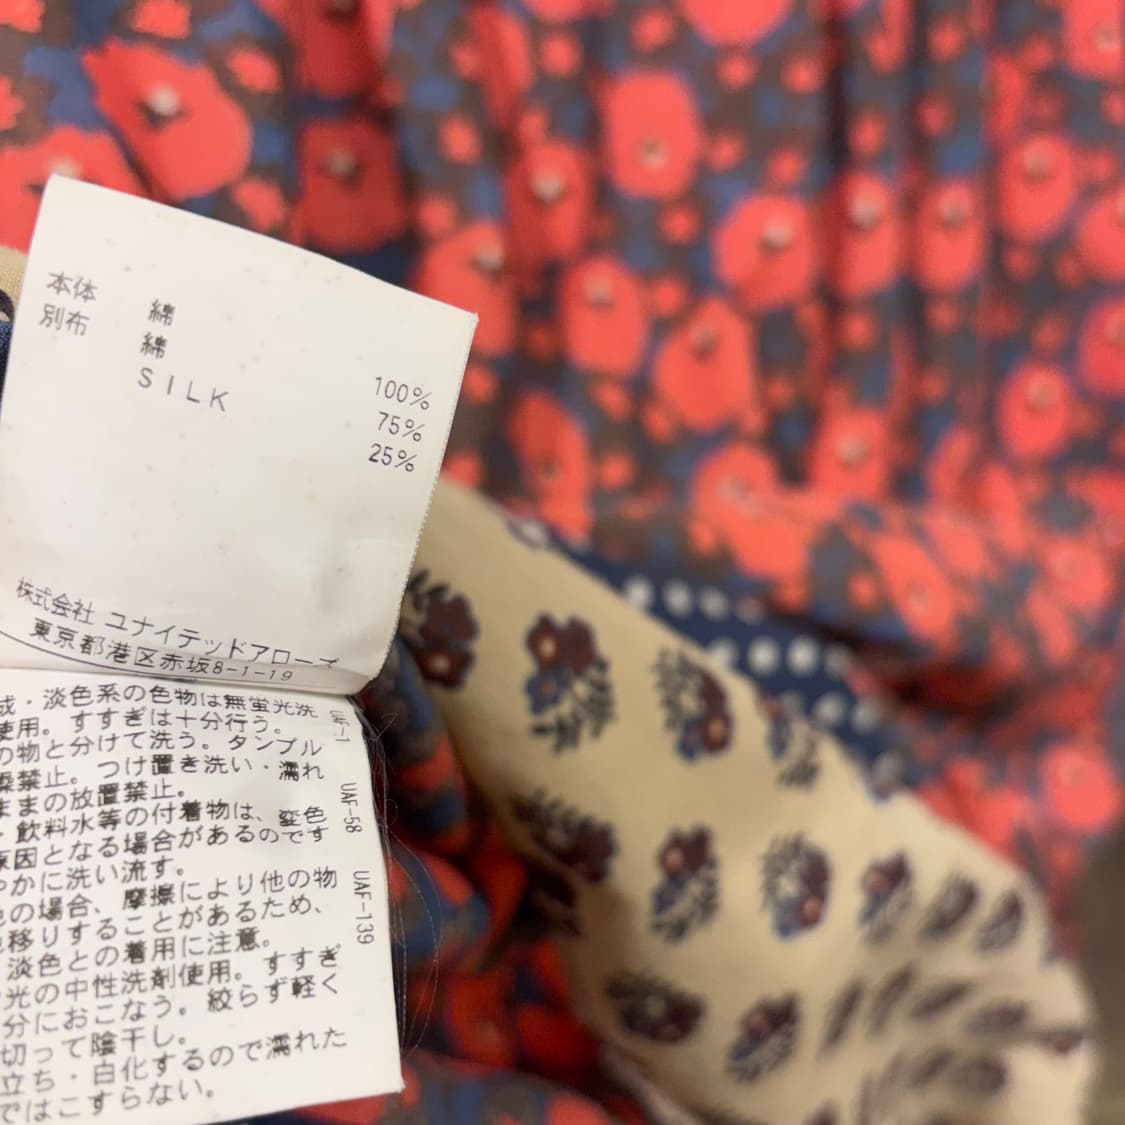 本体 綿 100%
別布 綿 75%
SILK 25%
株式会社 ユナイテッドアローズ
東京都港区赤坂8-1-19
成・淡色系の色物は無蛍光洗
使用。すすぎは十分行う。
の物と分けて洗う。タンブル
燥禁止。つけ置き洗い・濡れ
ままの放置禁止。
・飲料水等の付着物は、変色
原因となる場合があるのです
やかに洗い流す。
色の場合、摩擦により他の物
色移りすることがあるため、
淡色との着用に注意。
光の中性洗剤使用。すすぎ
分におこなう。絞らず軽く
切って陰干し。
立ち・白化するので濡れた
ではこすらない。
UAF-1
UAF-58
UAF-139